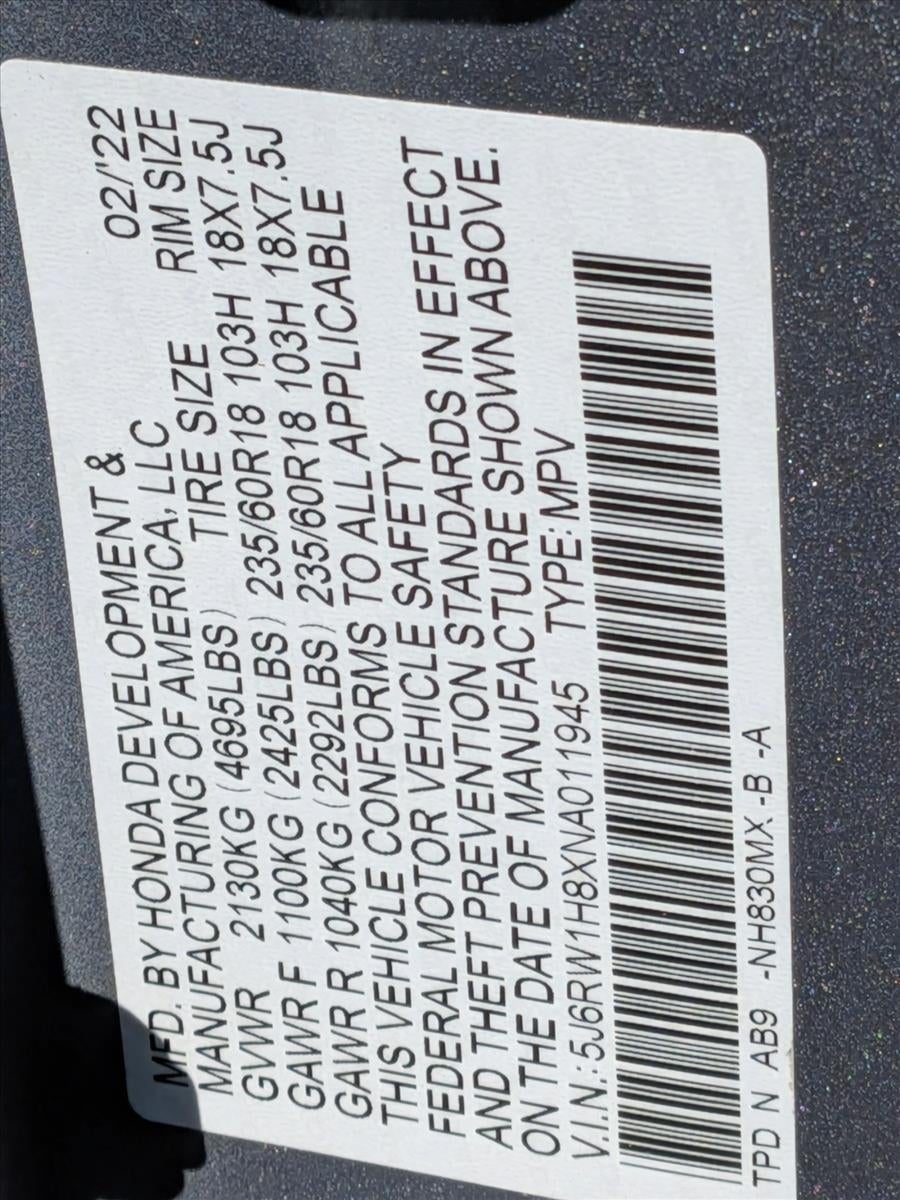 MFD. BY HONDA DEVELOPMENT & 02/'22
MANUFACTURING OF AMERICA, LLC RIM SIZE
GVWR 2130KG (4695LBS) TIRE SIZE
GAWR F 1100KG (2425LBS) 235/60R18 103H 18X7.5J
GAWR R 1040KG (2292LBS) 235/60R18 103H 18X7.5J
THIS VEHICLE CONFORMS TO ALL APPLICABLE
FEDERAL MOTOR VEHICLE SAFETY
AND THEFT PREVENTION STANDARDS IN EFFECT
ON THE DATE OF MANUFACTURE SHOWN ABOVE.
V.I.N.:5J6RW1H8XNA011945 TYPE:MPV
TPD N AB9 -NH830MX -B -A